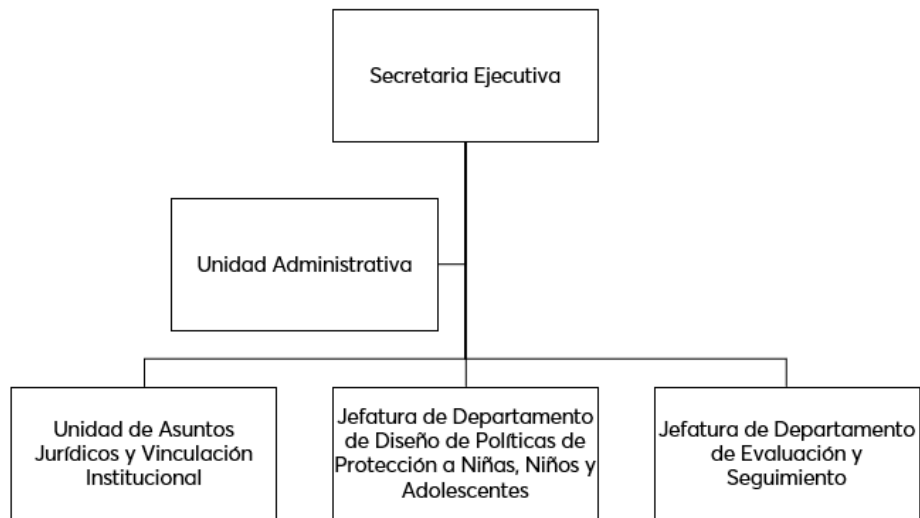 Secretaria Ejecutiva
Unidad Administrativa
Unidad de Asuntos
Jurídicos y Vinculación
Institucional
Jefatura de Departamento
de Diseño de Políticas de
Protección a Niñas, Niños y
Adolescentes
Jefatura de Departamento
de Evaluación y
Seguimiento